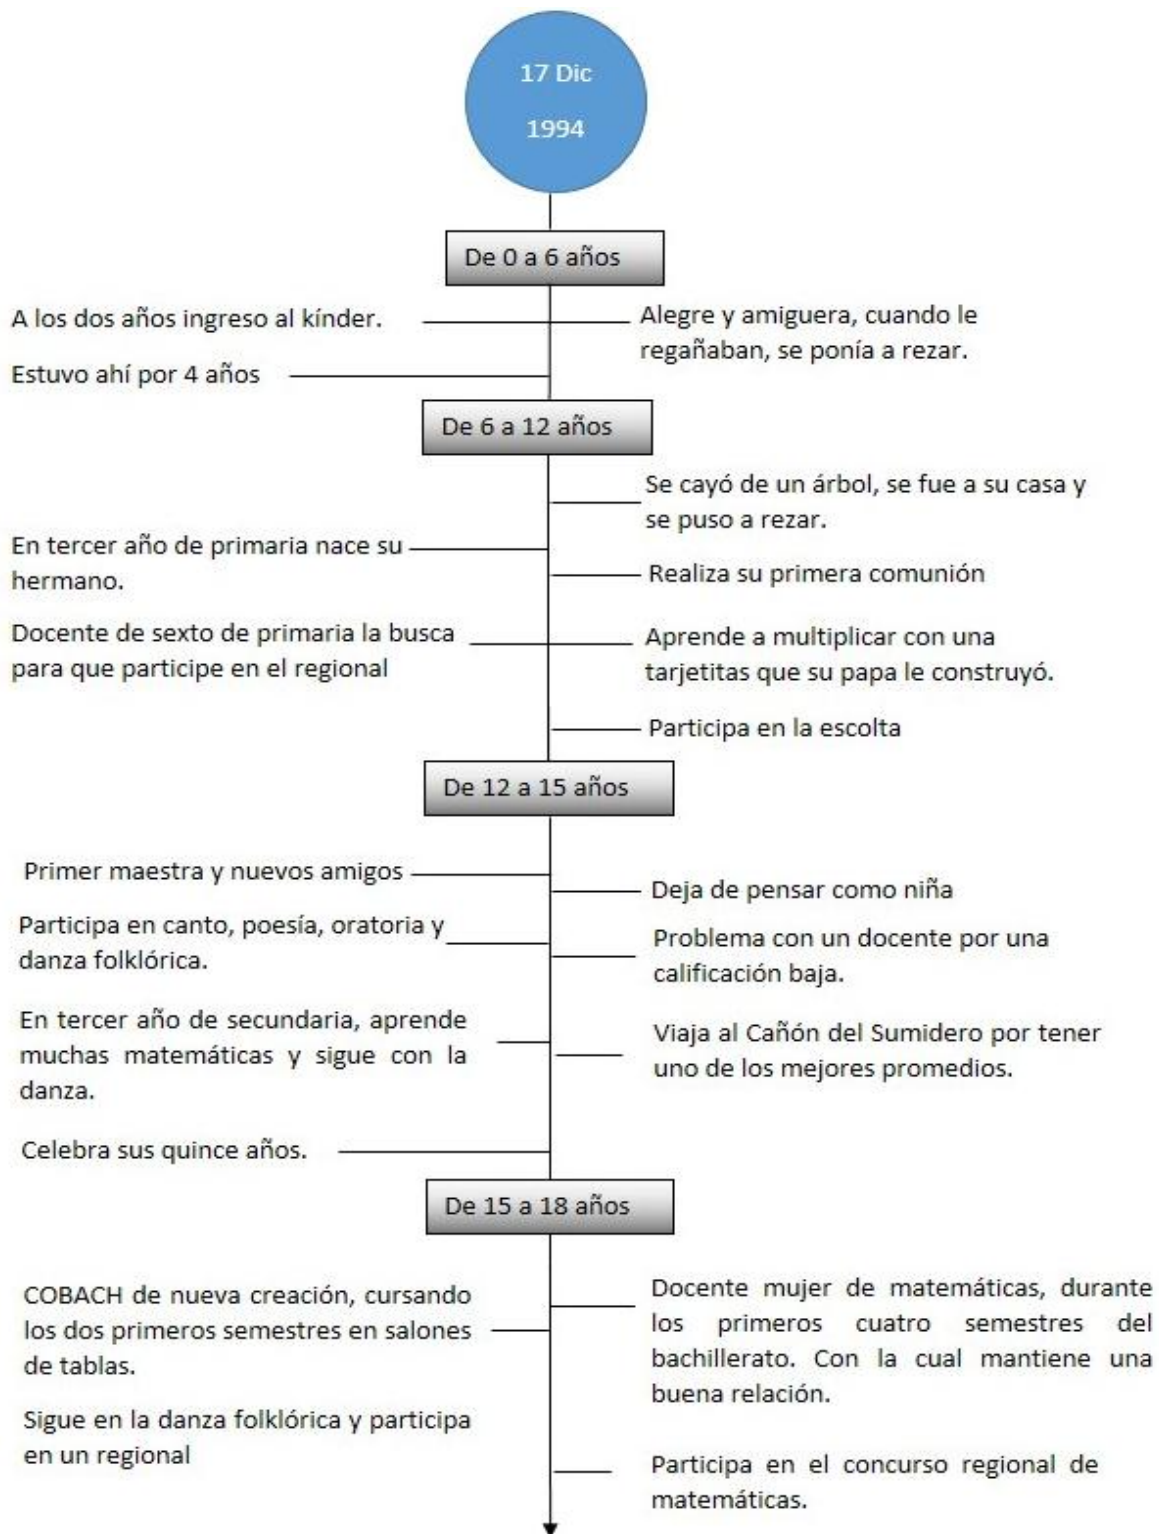 17 Dic
1994
De 0 a 6 años
A los dos años ingreso al kínder.
Alegre y amiguera, cuando le
regañaban, se ponía a rezar.
Estuvo ahí por 4 años
De 6 a 12 años
Se cayó de un árbol, se fue a su casa y
se puso a rezar.
En tercer año de primaria nace su
hermano.
Realiza su primera comunión
Docente de sexto de primaria la busca
para que participe en el regional
Aprende a multiplicar con una
tarjetitas que su papa le construyó.
Participa en la escolta
De 12 a 15 años
Primer maestra y nuevos amigos
Deja de pensar como niña
Participa en canto, poesía, oratoria y
danza folklórica.
Problema con un docente por una
calificación baja.
En tercer año de secundaria, aprende
muchas matemáticas y sigue con la
danza.
Viaja al Cañón del Sumidero por tener
uno de los mejores promedios.
Celebra sus quince años.
De 15 a 18 años
COBACH de nueva creación, cursando
los dos primeros semestres en salones
de tablas.
Docente mujer de matemáticas, durante
los primeros cuatro semestres del
bachillerato. Con la cual mantiene una
buena relación.
Sigue en la danza folklórica y participa
en un regional
Participa en el concurso regional de
matemáticas.